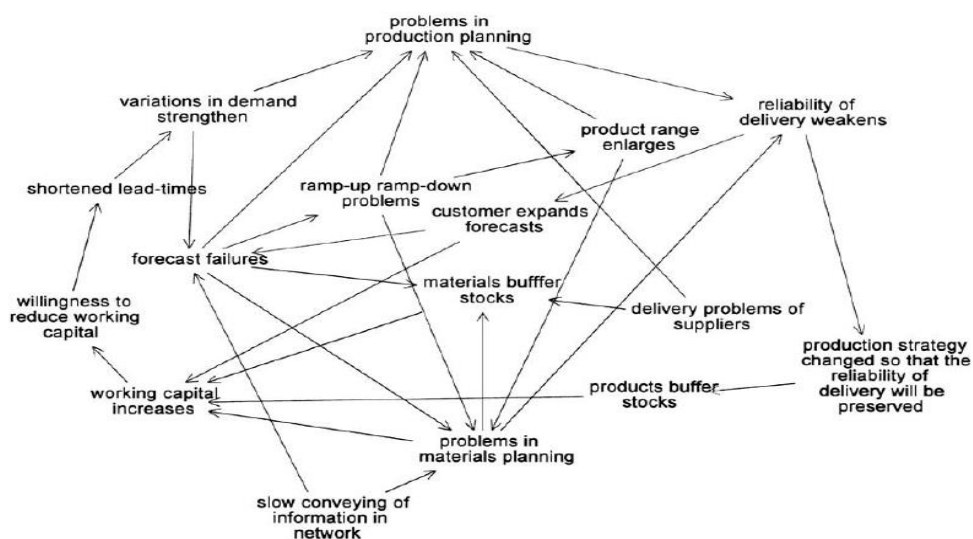 problems in
production planning
variations in demand
strengthen
reliability of
delivery weakens
product range
enlarges
shortened lead-times
ramp-up ramp-down
problems
customer expands
forecasts
forecast failures
materials bufffer
stocks
willingness to
reduce working
capital
delivery problems of
suppliers
production strategy
changed so that the
reliability of
delivery will be
preserved
working capital
increases
products buffer
stocks
problems in
materials planning
slow conveying of
information in
network